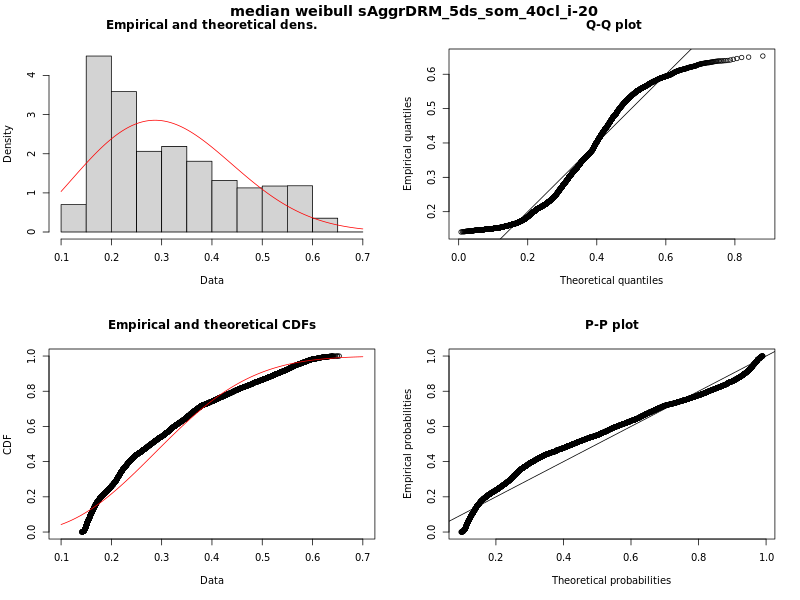 median weibull sAggrDRM_5ds_som_40cl_i-20
Empirical and theoretical dens.
Density
0 1 2 3 4
0.1 0.2 0.3 0.4 0.5 0.6 0.7
Data
Q-Q plot
Empirical quantiles
0.2 0.3 0.4 0.5 0.6
0.0 0.2 0.4 0.6 0.8
Theoretical quantiles
Empirical and theoretical CDFs
CDF
0.0 0.2 0.4 0.6 0.8 1.0
0.1 0.2 0.3 0.4 0.5 0.6 0.7
Data
P-P plot
Empirical probabilities
0.0 0.2 0.4 0.6 0.8 1.0
0.2 0.4 0.6 0.8 1.0
Theoretical probabilities